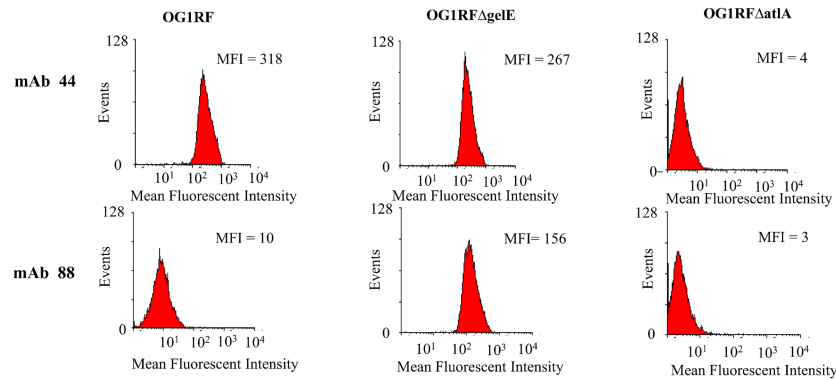 OG1RF
OG1RFΔgelE
OG1RFΔatlA
mAb 44
128
Events
0
MFI = 318
10¹ 10² 10³ 10⁴
Mean Fluorescent Intensity
128
Events
0
MFI = 267
10¹ 10² 10³ 10⁴
Mean Fluorescent Intensity
128
Events
0
MFI = 4
10¹ 10² 10³ 10⁴
Mean Fluorescent Intensity
mAb 88
128
Events
0
MFI = 10
10¹ 10² 10³ 10⁴
Mean Fluorescent Intensity
128
Events
0
MFI= 156
10¹ 10² 10³ 10⁴
Mean Fluorescent Intensity
128
Events
0
MFI = 3
10¹ 10² 10³ 10⁴
Mean Fluorescent Intensity